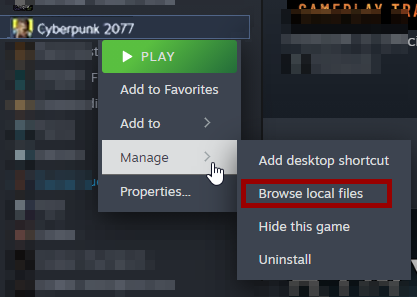 GAMEPLAY TRA
Cyberpunk 2077
PLAY
Add to Favorites
Add to
Manage
Properties...
Add desktop shortcut
Browse local files
Hide this game
Uninstall